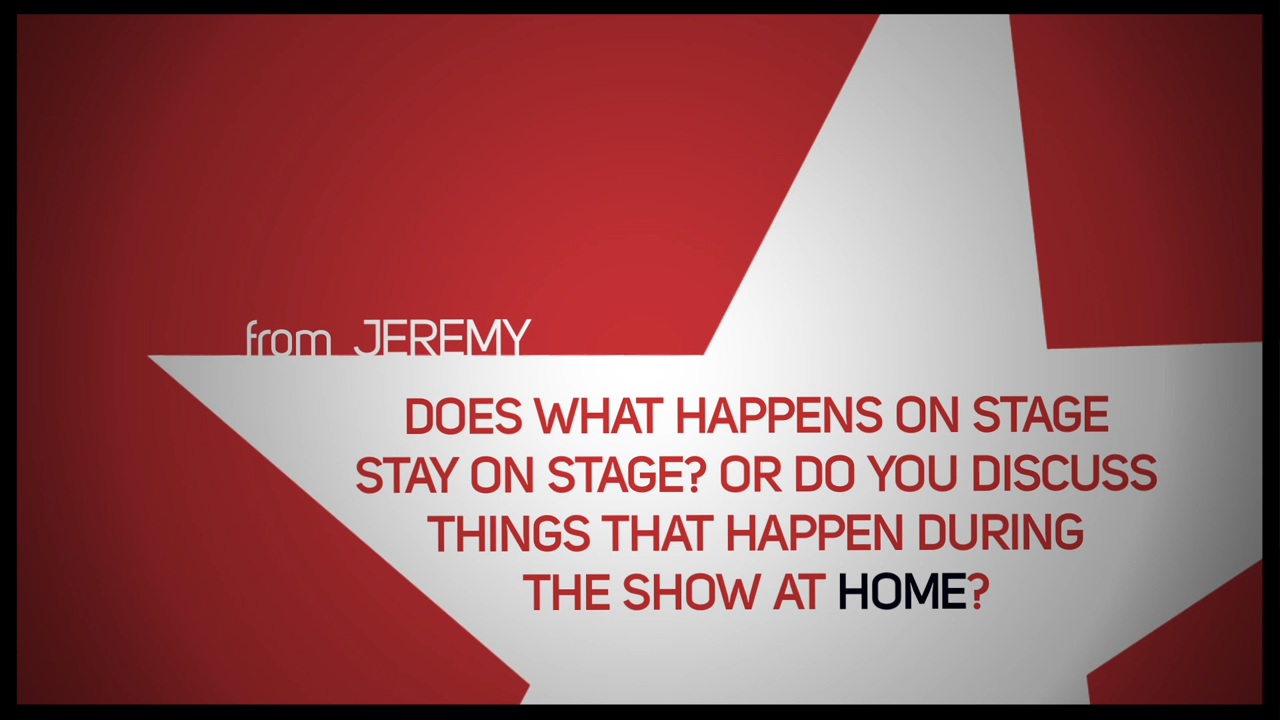 from JEREMY
DOES WHAT HAPPENS ON STAGE
STAY ON STAGE? OR DO YOU DISCUSS
THINGS THAT HAPPEN DURING
THE SHOW AT HOME?